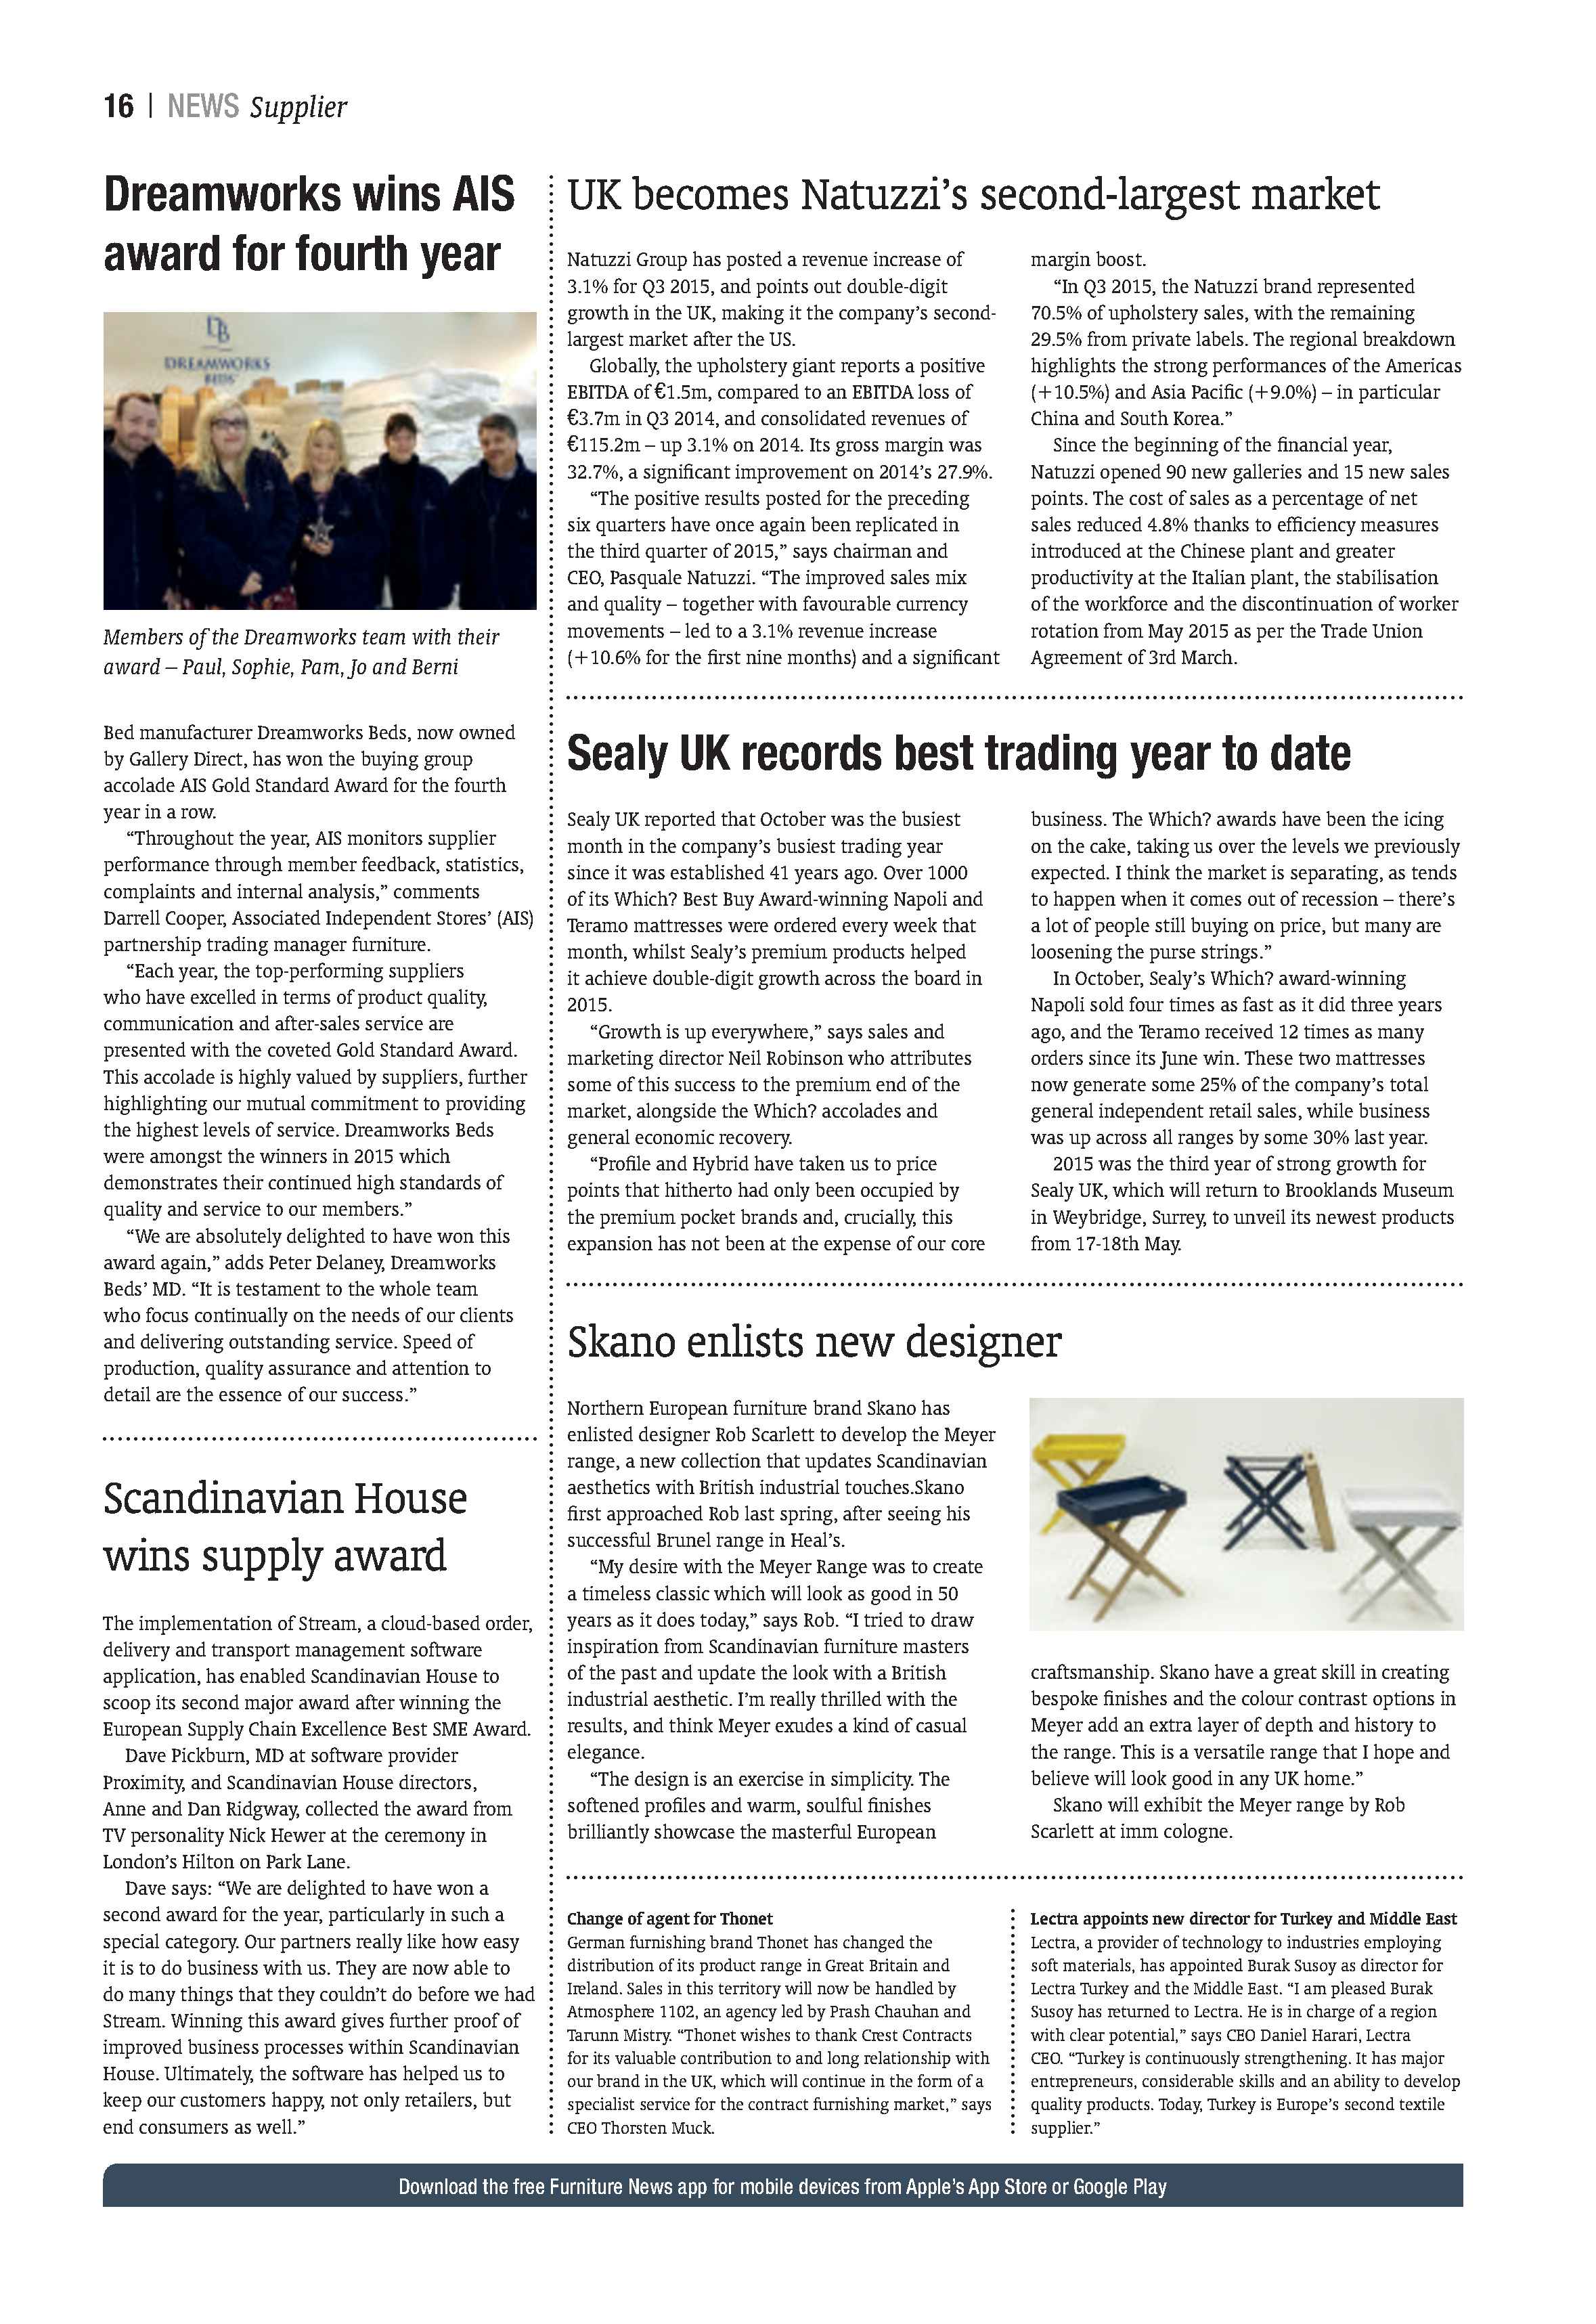 16 | NEWS Supplier
Dreamworks wins AIS
award for fourth year
DB
DREAMWORKS
BEDS
Members of the Dreamworks team with their
award – Paul, Sophie, Pam, Jo and Berni
Bed manufacturer Dreamworks Beds, now owned
by Gallery Direct, has won the buying group
accolade AIS Gold Standard Award for the fourth
year in a row.
“Throughout the year, AIS monitors supplier
performance through member feedback, statistics,
complaints and internal analysis,” comments
Darrell Cooper, Associated Independent Stores’ (AIS)
partnership trading manager furniture.
“Each year, the top-performing suppliers
who have excelled in terms of product quality,
communication and after-sales service are
presented with the coveted Gold Standard Award.
This accolade is highly valued by suppliers, further
highlighting our mutual commitment to providing
the highest levels of service. Dreamworks Beds
were amongst the winners in 2015 which
demonstrates their continued high standards of
quality and service to our members.”
“We are absolutely delighted to have won this
award again,” adds Peter Delaney, Dreamworks
Beds’ MD. “It is testament to the whole team
who focus continually on the needs of our clients
and delivering outstanding service. Speed of
production, quality assurance and attention to
detail are the essence of our success.”
Scandinavian House
wins supply award
The implementation of Stream, a cloud-based order,
delivery and transport management software
application, has enabled Scandinavian House to
scoop its second major award after winning the
European Supply Chain Excellence Best SME Award.
Dave Pickburn, MD at software provider
Proximity, and Scandinavian House directors,
Anne and Dan Ridgway, collected the award from
TV personality Nick Hewer at the ceremony in
London’s Hilton on Park Lane.
Dave says: “We are delighted to have won a
second award for the year, particularly in such a
special category. Our partners really like how easy
it is to do business with us. They are now able to
do many things that they couldn’t do before we had
Stream. Winning this award gives further proof of
improved business processes within Scandinavian
House. Ultimately, the software has helped us to
keep our customers happy, not only retailers, but
end consumers as well.”
UK becomes Natuzzi’s second-largest market
Natuzzi Group has posted a revenue increase of
3.1% for Q3 2015, and points out double-digit
growth in the UK, making it the company’s second-
largest market after the US.
Globally, the upholstery giant reports a positive
EBITDA of €1.5m, compared to an EBITDA loss of
€3.7m in Q3 2014, and consolidated revenues of
€115.2m – up 3.1% on 2014. Its gross margin was
32.7%, a significant improvement on 2014’s 27.9%.
“The positive results posted for the preceding
six quarters have once again been replicated in
the third quarter of 2015,” says chairman and
CEO, Pasquale Natuzzi. “The improved sales mix
and quality – together with favourable currency
movements – led to a 3.1% revenue increase
(+10.6% for the first nine months) and a significant
margin boost.
“In Q3 2015, the Natuzzi brand represented
70.5% of upholstery sales, with the remaining
29.5% from private labels. The regional breakdown
highlights the strong performances of the Americas
(+10.5%) and Asia Pacific (+9.0%) – in particular
China and South Korea.”
Since the beginning of the financial year,
Natuzzi opened 90 new galleries and 15 new sales
points. The cost of sales as a percentage of net
sales reduced 4.8% thanks to efficiency measures
introduced at the Chinese plant and greater
productivity at the Italian plant, the stabilisation
of the workforce and the discontinuation of worker
rotation from May 2015 as per the Trade Union
Agreement of 3rd March.
Sealy UK records best trading year to date
Sealy UK reported that October was the busiest
month in the company’s busiest trading year
since it was established 41 years ago. Over 1000
of its Which? Best Buy Award-winning Napoli and
Teramo mattresses were ordered every week that
month, whilst Sealy’s premium products helped
it achieve double-digit growth across the board in
2015.
“Growth is up everywhere,” says sales and
marketing director Neil Robinson who attributes
some of this success to the premium end of the
market, alongside the Which? accolades and
general economic recovery.
“Profile and Hybrid have taken us to price
points that hitherto had only been occupied by
the premium pocket brands and, crucially, this
expansion has not been at the expense of our core
business. The Which? awards have been the icing
on the cake, taking us over the levels we previously
expected. I think the market is separating, as tends
to happen when it comes out of recession – there’s
a lot of people still buying on price, but many are
loosening the purse strings.”
In October, Sealy’s Which? award-winning
Napoli sold four times as fast as it did three years
ago, and the Teramo received 12 times as many
orders since its June win. These two mattresses
now generate some 25% of the company’s total
general independent retail sales, while business
was up across all ranges by some 30% last year.
2015 was the third year of strong growth for
Sealy UK, which will return to Brooklands Museum
in Weybridge, Surrey, to unveil its newest products
from 17-18th May.
Skano enlists new designer
Northern European furniture brand Skano has
enlisted designer Rob Scarlett to develop the Meyer
range, a new collection that updates Scandinavian
aesthetics with British industrial touches.Skano
first approached Rob last spring, after seeing his
successful Brunel range in Heal’s.
“My desire with the Meyer Range was to create
a timeless classic which will look as good in 50
years as it does today,” says Rob. “I tried to draw
inspiration from Scandinavian furniture masters
of the past and update the look with a British
industrial aesthetic. I’m really thrilled with the
results, and think Meyer exudes a kind of casual
elegance.
“The design is an exercise in simplicity. The
softened profiles and warm, soulful finishes
brilliantly showcase the masterful European
craftsmanship. Skano have a great skill in creating
bespoke finishes and the colour contrast options in
Meyer add an extra layer of depth and history to
the range. This is a versatile range that I hope and
believe will look good in any UK home.”
Skano will exhibit the Meyer range by Rob
Scarlett at imm cologne.
Change of agent for Thonet
German furnishing brand Thonet has changed the
distribution of its product range in Great Britain and
Ireland. Sales in this territory will now be handled by
Atmosphere 1102, an agency led by Prash Chauhan and
Tarunn Mistry. “Thonet wishes to thank Crest Contracts
for its valuable contribution to and long relationship with
our brand in the UK, which will continue in the form of a
specialist service for the contract furnishing market,” says
CEO Thorsten Muck.
Lectra appoints new director for Turkey and Middle East
Lectra, a provider of technology to industries employing
soft materials, has appointed Burak Susoy as director for
Lectra Turkey and the Middle East. “I am pleased Burak
Susoy has returned to Lectra. He is in charge of a region
with clear potential,” says CEO Daniel Harari, Lectra
CEO. “Turkey is continuously strengthening. It has major
entrepreneurs, considerable skills and an ability to develop
quality products. Today, Turkey is Europe’s second textile
supplier.”
Download the free Furniture News app for mobile devices from Apple’s App Store or Google Play